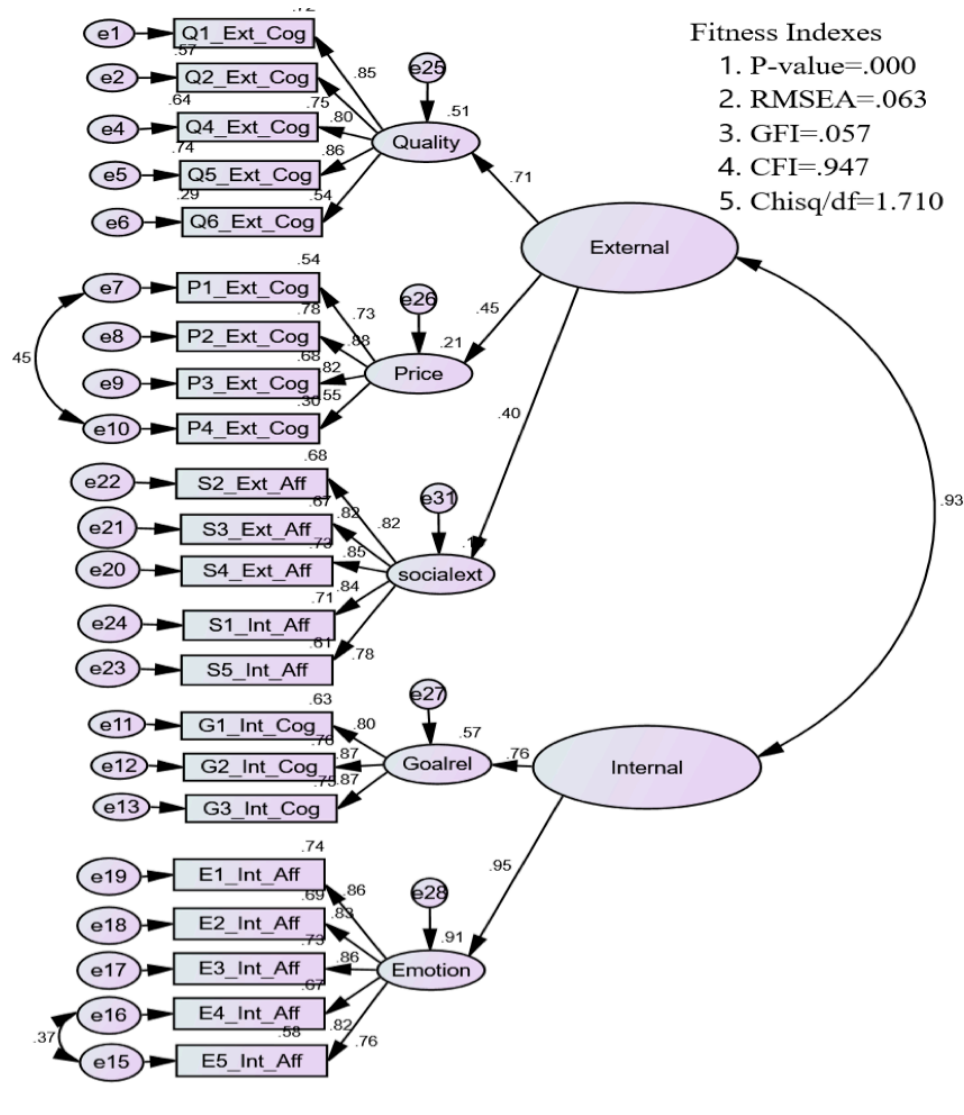 Fitness Indexes
1. P-value=.000
2. RMSEA=.063
3. GFI=.057
4. CFI=.947
5. Chisq/df=1.710
e1 Q1_Ext_Cog .85
e25
.57
e2 Q2_Ext_Cog .75
.51
.64
e4 Q4_Ext_Cog .80
Quality
.74
e5 Q5_Ext_Cog .86
.71
.29
e6 Q6_Ext_Cog .54
External
.54
e7 P1_Ext_Cog .73
e26
.45
.78
e8 P2_Ext_Cog .88
.21
.68
45
e9 P3_Ext_Cog .82
Price
.30
e10 P4_Ext_Cog .55
.40
.68
e22 S2_Ext_Aff .82
e31
.67
e21 S3_Ext_Aff .82
.93
.73
e20 S4_Ext_Aff .85
socialext
.71
e24 S1_Int_Aff .84
.61
e23 S5_Int_Aff .78
.63
e27
e11 G1_Int_Cog .80
.57
.76
.76
e12 G2_Int_Cog .87
Goalrel
Internal
e13 G3_Int_Cog .87
.74
e19 E1_Int_Aff .86
e28
.95
.69
e18 E2_Int_Aff .83
.91
.73
e17 E3_Int_Aff .86
Emotion
.67
e16 E4_Int_Aff .82
.37
.58
e15 E5_Int_Aff .76